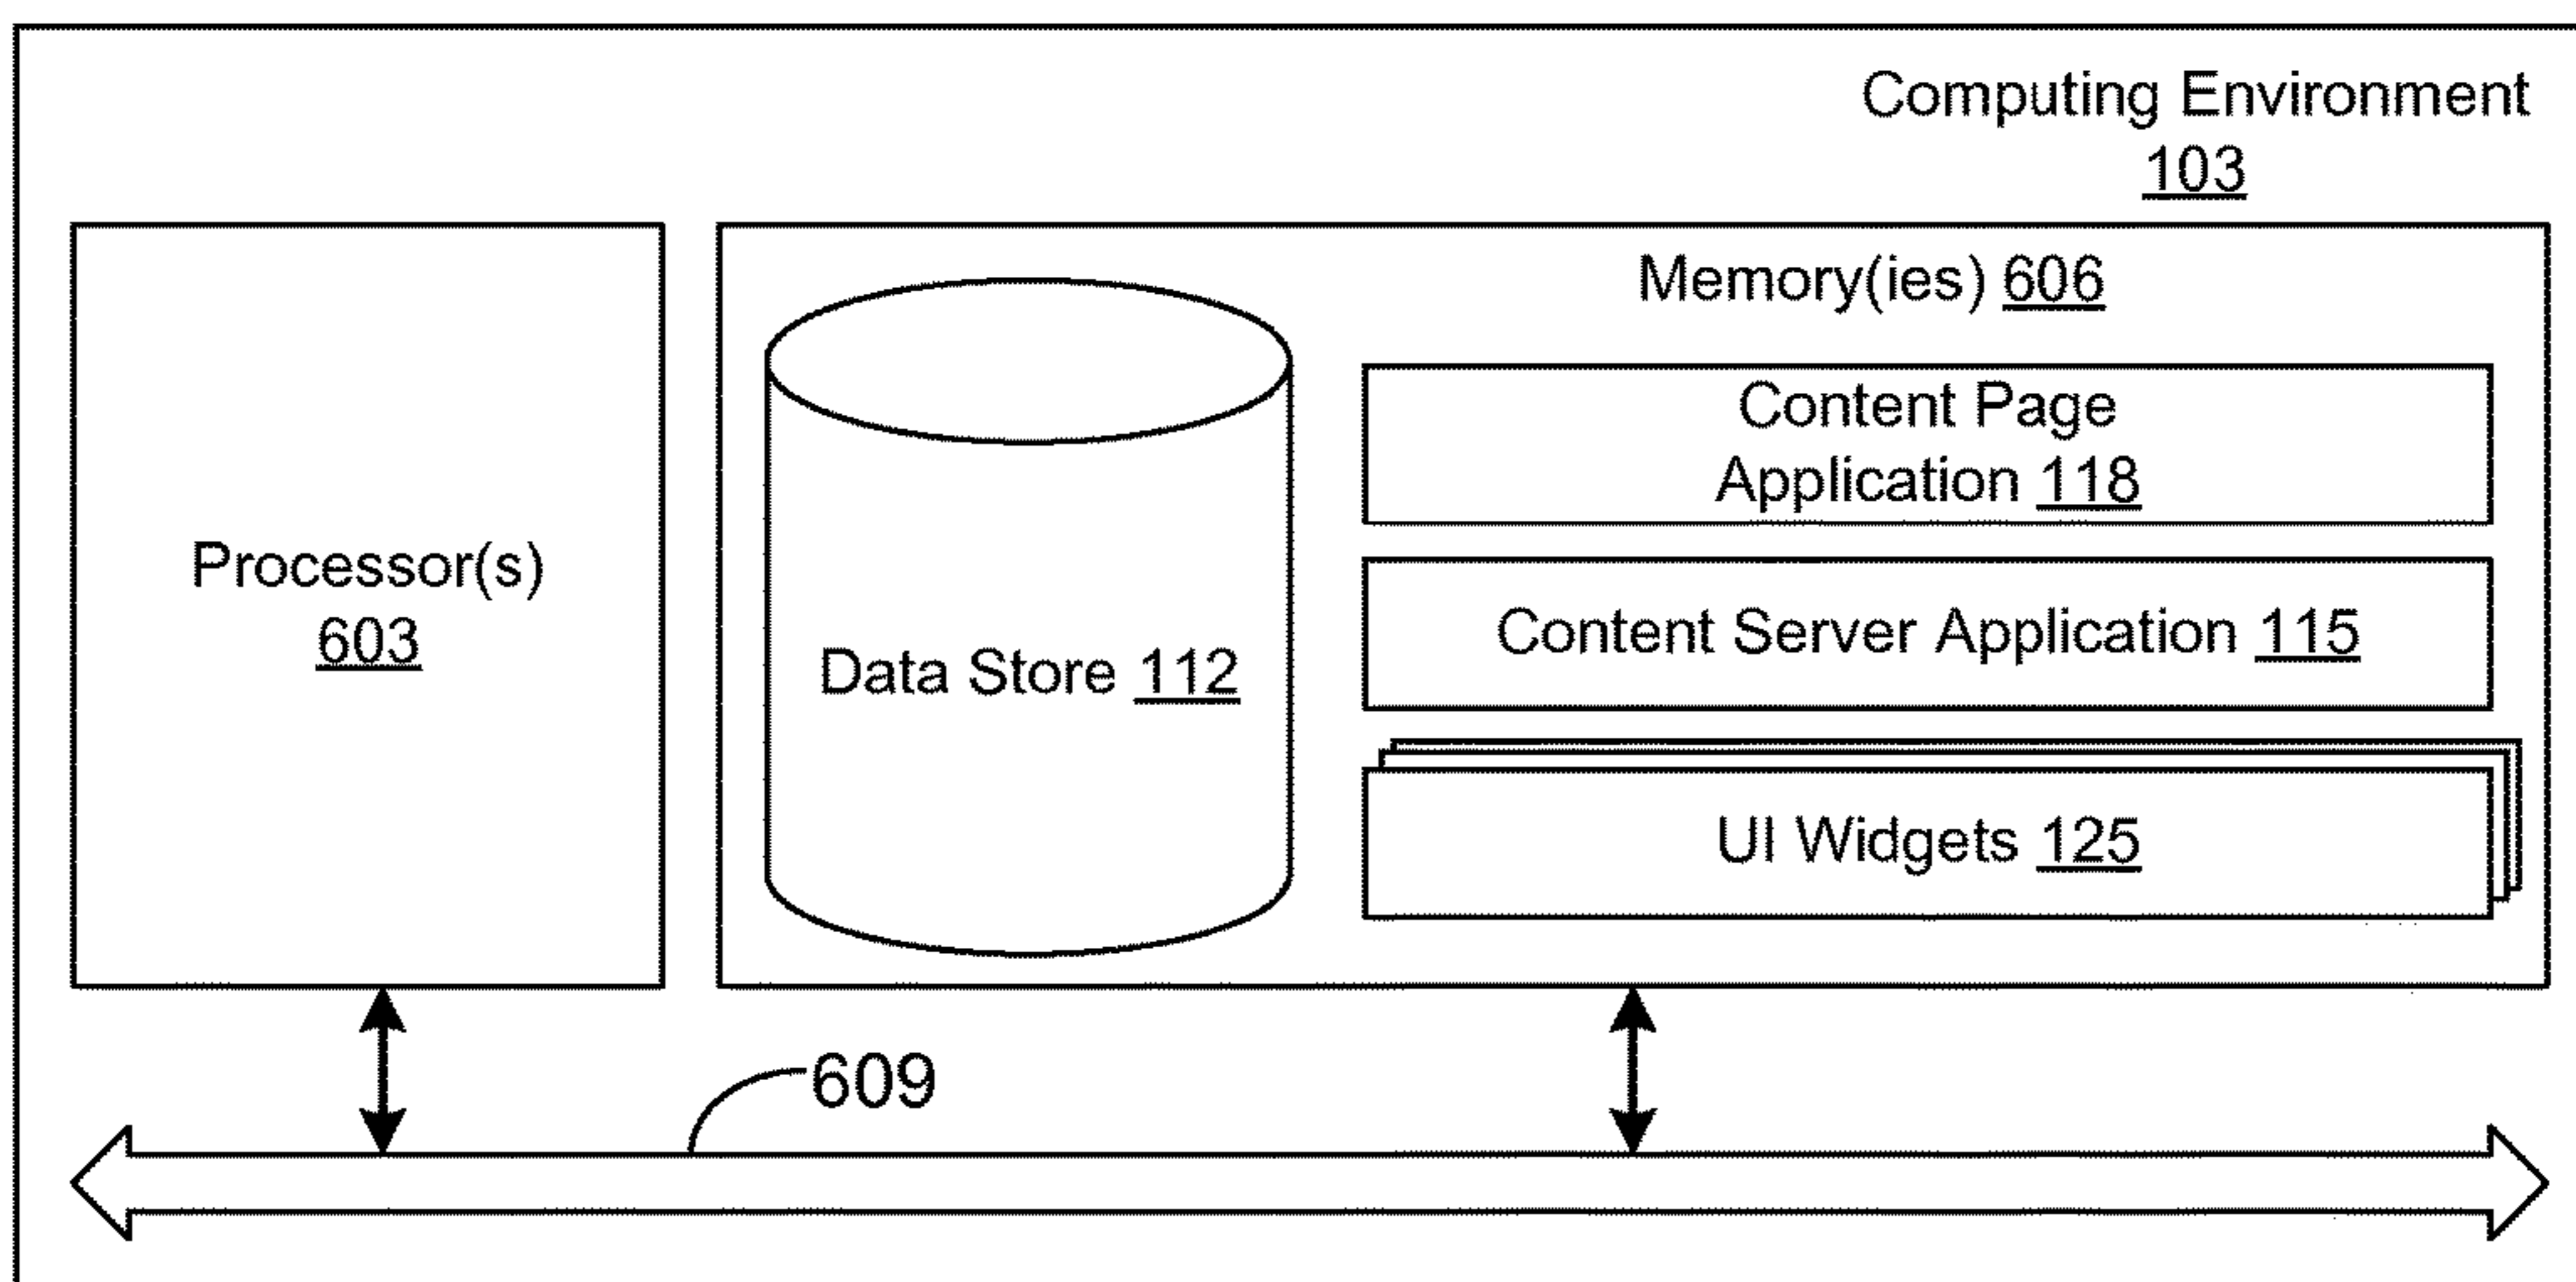 Computing Environment
103
Memory(ies) 606
Content Page
Application 118
Processor(s)
603
Content Server Application 115
Data Store 112
UI Widgets 125
609